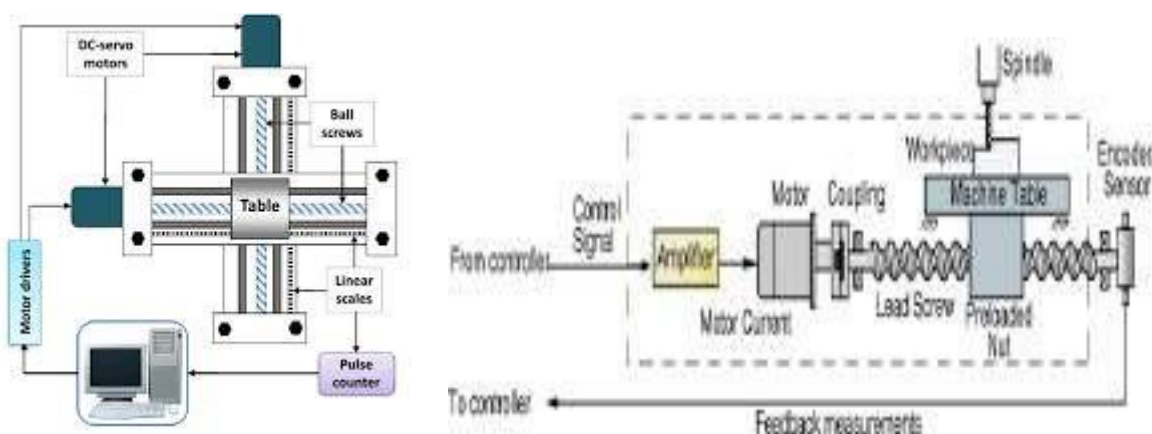 DC-servo
motors
Ball
screws
Table
Motor drivers
Linear
scales
Pulse
counter
Spindle
Workpiece
Encoded
Sensor
Machine Table
Motor
Coupling
Control
Signal
From controller
Amplifier
Lead Screw
Motor Current
Preloaded
Nut
To controller
Feedback measurements